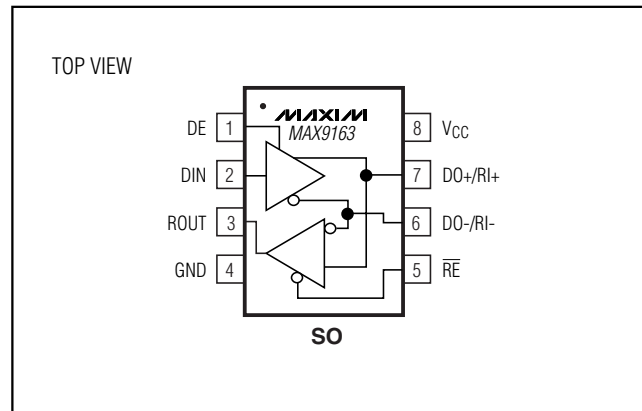 TOP VIEW
MAXIM
MAX9163
DE 1
DIN 2
ROUT 3
GND 4
8 VCC
7 DO+/RI+
6 DO-/RI-
5 R̅E̅
SO